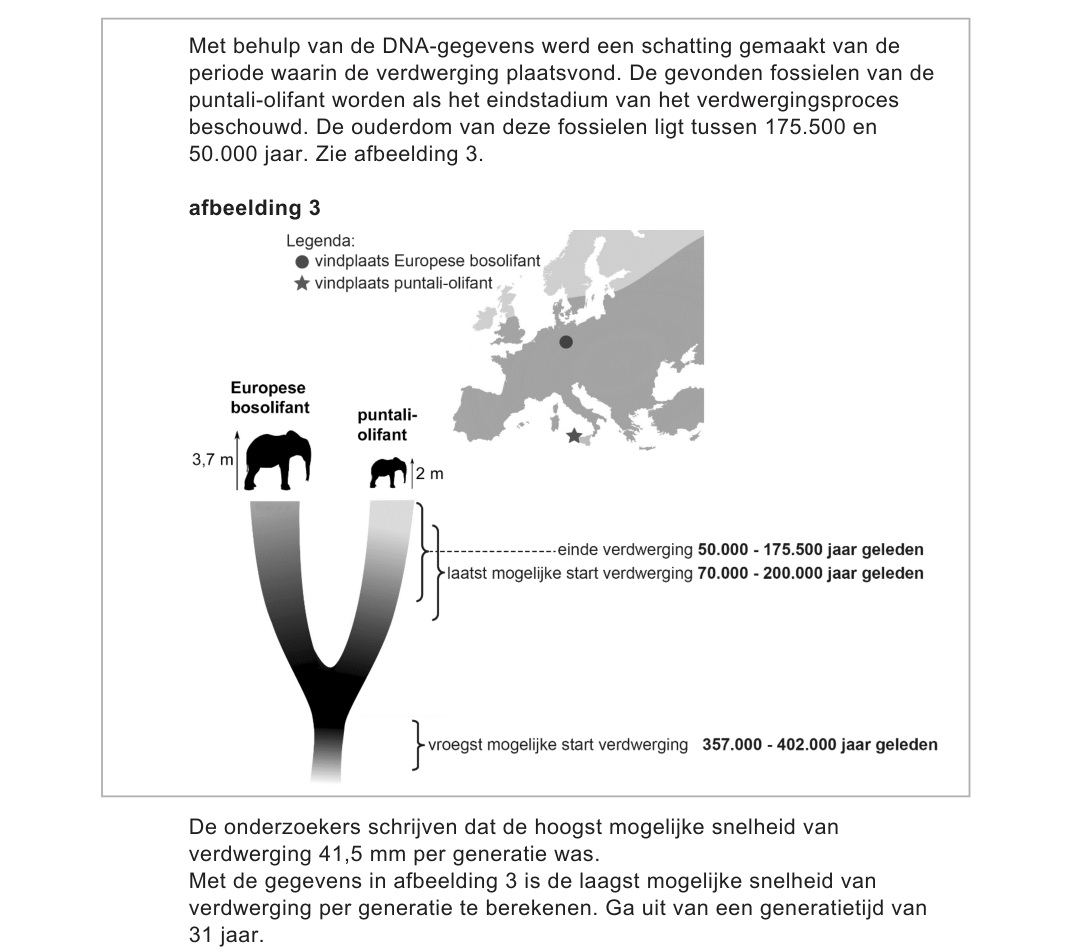 Met behulp van de DNA-gegevens werd een schatting gemaakt van de
periode waarin de verdwerging plaatsvond. De gevonden fossielen van de
puntali-olifant worden als het eindstadium van het verdwergingsproces
beschouwd. De ouderdom van deze fossielen ligt tussen 175.500 en
50.000 jaar. Zie afbeelding 3.
afbeelding 3
Legenda:
vindplaats Europese bosolifant
vindplaats puntali-olifant
Europese
bosolifant
puntali-
olifant
3,7 m
2 m
einde verdwerging 50.000 - 175.500 jaar geleden
laatst mogelijke start verdwerging 70.000 - 200.000 jaar geleden
vroegst mogelijke start verdwerging 357.000 - 402.000 jaar geleden
De onderzoekers schrijven dat de hoogst mogelijke snelheid van
verdwerging 41,5 mm per generatie was.
Met de gegevens in afbeelding 3 is de laagst mogelijke snelheid van
verdwerging per generatie te berekenen. Ga uit van een generatietijd van
31 jaar.